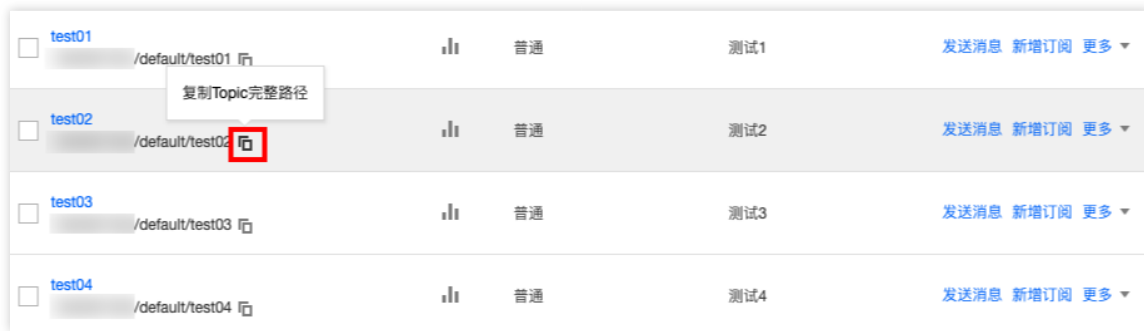 test01
/default/test01
普通
测试1
发送消息 新增订阅 更多
复制Topic完整路径
test02
/default/test02
普通
测试2
发送消息 新增订阅 更多
test03
/default/test03
普通
测试3
发送消息 新增订阅 更多
test04
/default/test04
普通
测试4
发送消息 新增订阅 更多